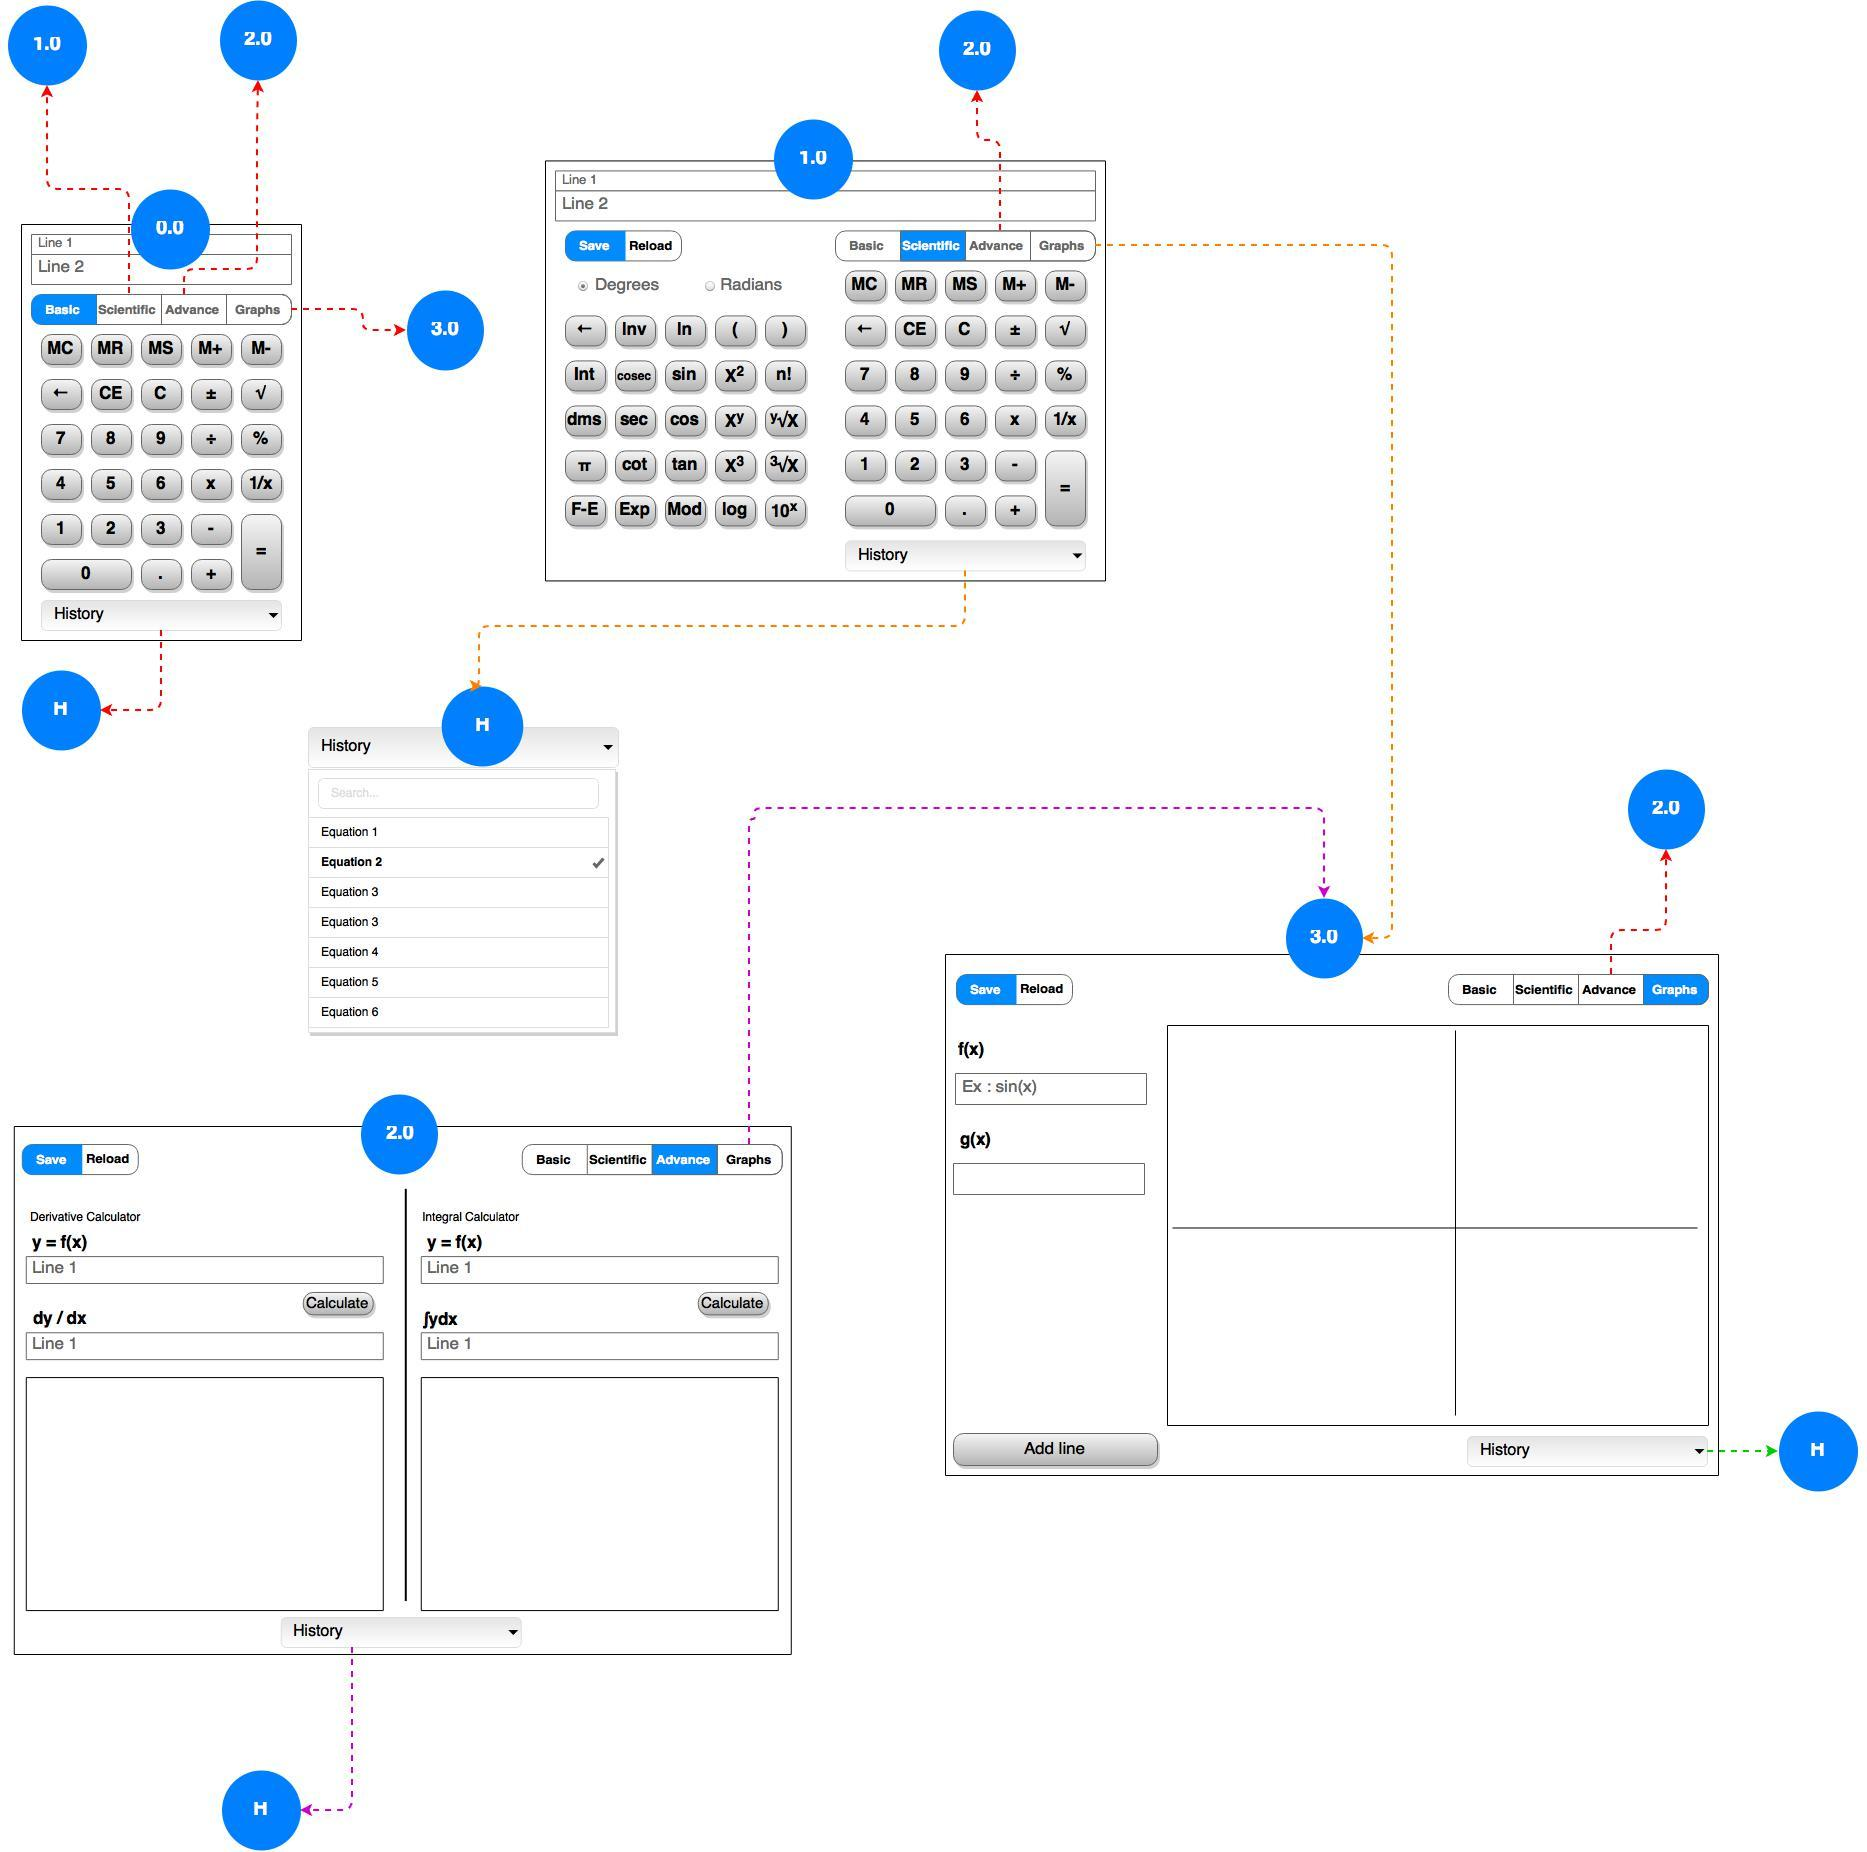 1.0
2.0
0.0
Line 1
Line 2
Basic Scientific Advance Graphs
3.0
MC MR MS M+ M-
← CE C ± √
7 8 9 ÷ %
4 5 6 x 1/x
1 2 3 - =
0 . +
History
H
2.0
1.0
Line 1
Line 2
Save Reload
Basic Scientific Advance Graphs
Degrees Radians
MC MR MS M+ M-
← Inv ln ( ) ← CE C ± √
Int cosec sin X² n! 7 8 9 ÷ %
dms sec cos Xʸ ʸ√X 4 5 6 x 1/x
π cot tan X³ ³√X 1 2 3 - =
F-E Exp Mod log 10ˣ 0 . +
History
H
History
Search...
Equation 1
Equation 2
Equation 3
Equation 3
Equation 4
Equation 5
Equation 6
2.0
Save Reload
Basic Scientific Advance Graphs
Derivative Calculator
y = f(x)
Line 1
Calculate
dy / dx
Line 1
Integral Calculator
y = f(x)
Line 1
Calculate
∫ydx
Line 1
History
H
2.0
3.0
Save Reload
Basic Scientific Advance Graphs
f(x)
Ex : sin(x)
g(x)
Add line
History
H